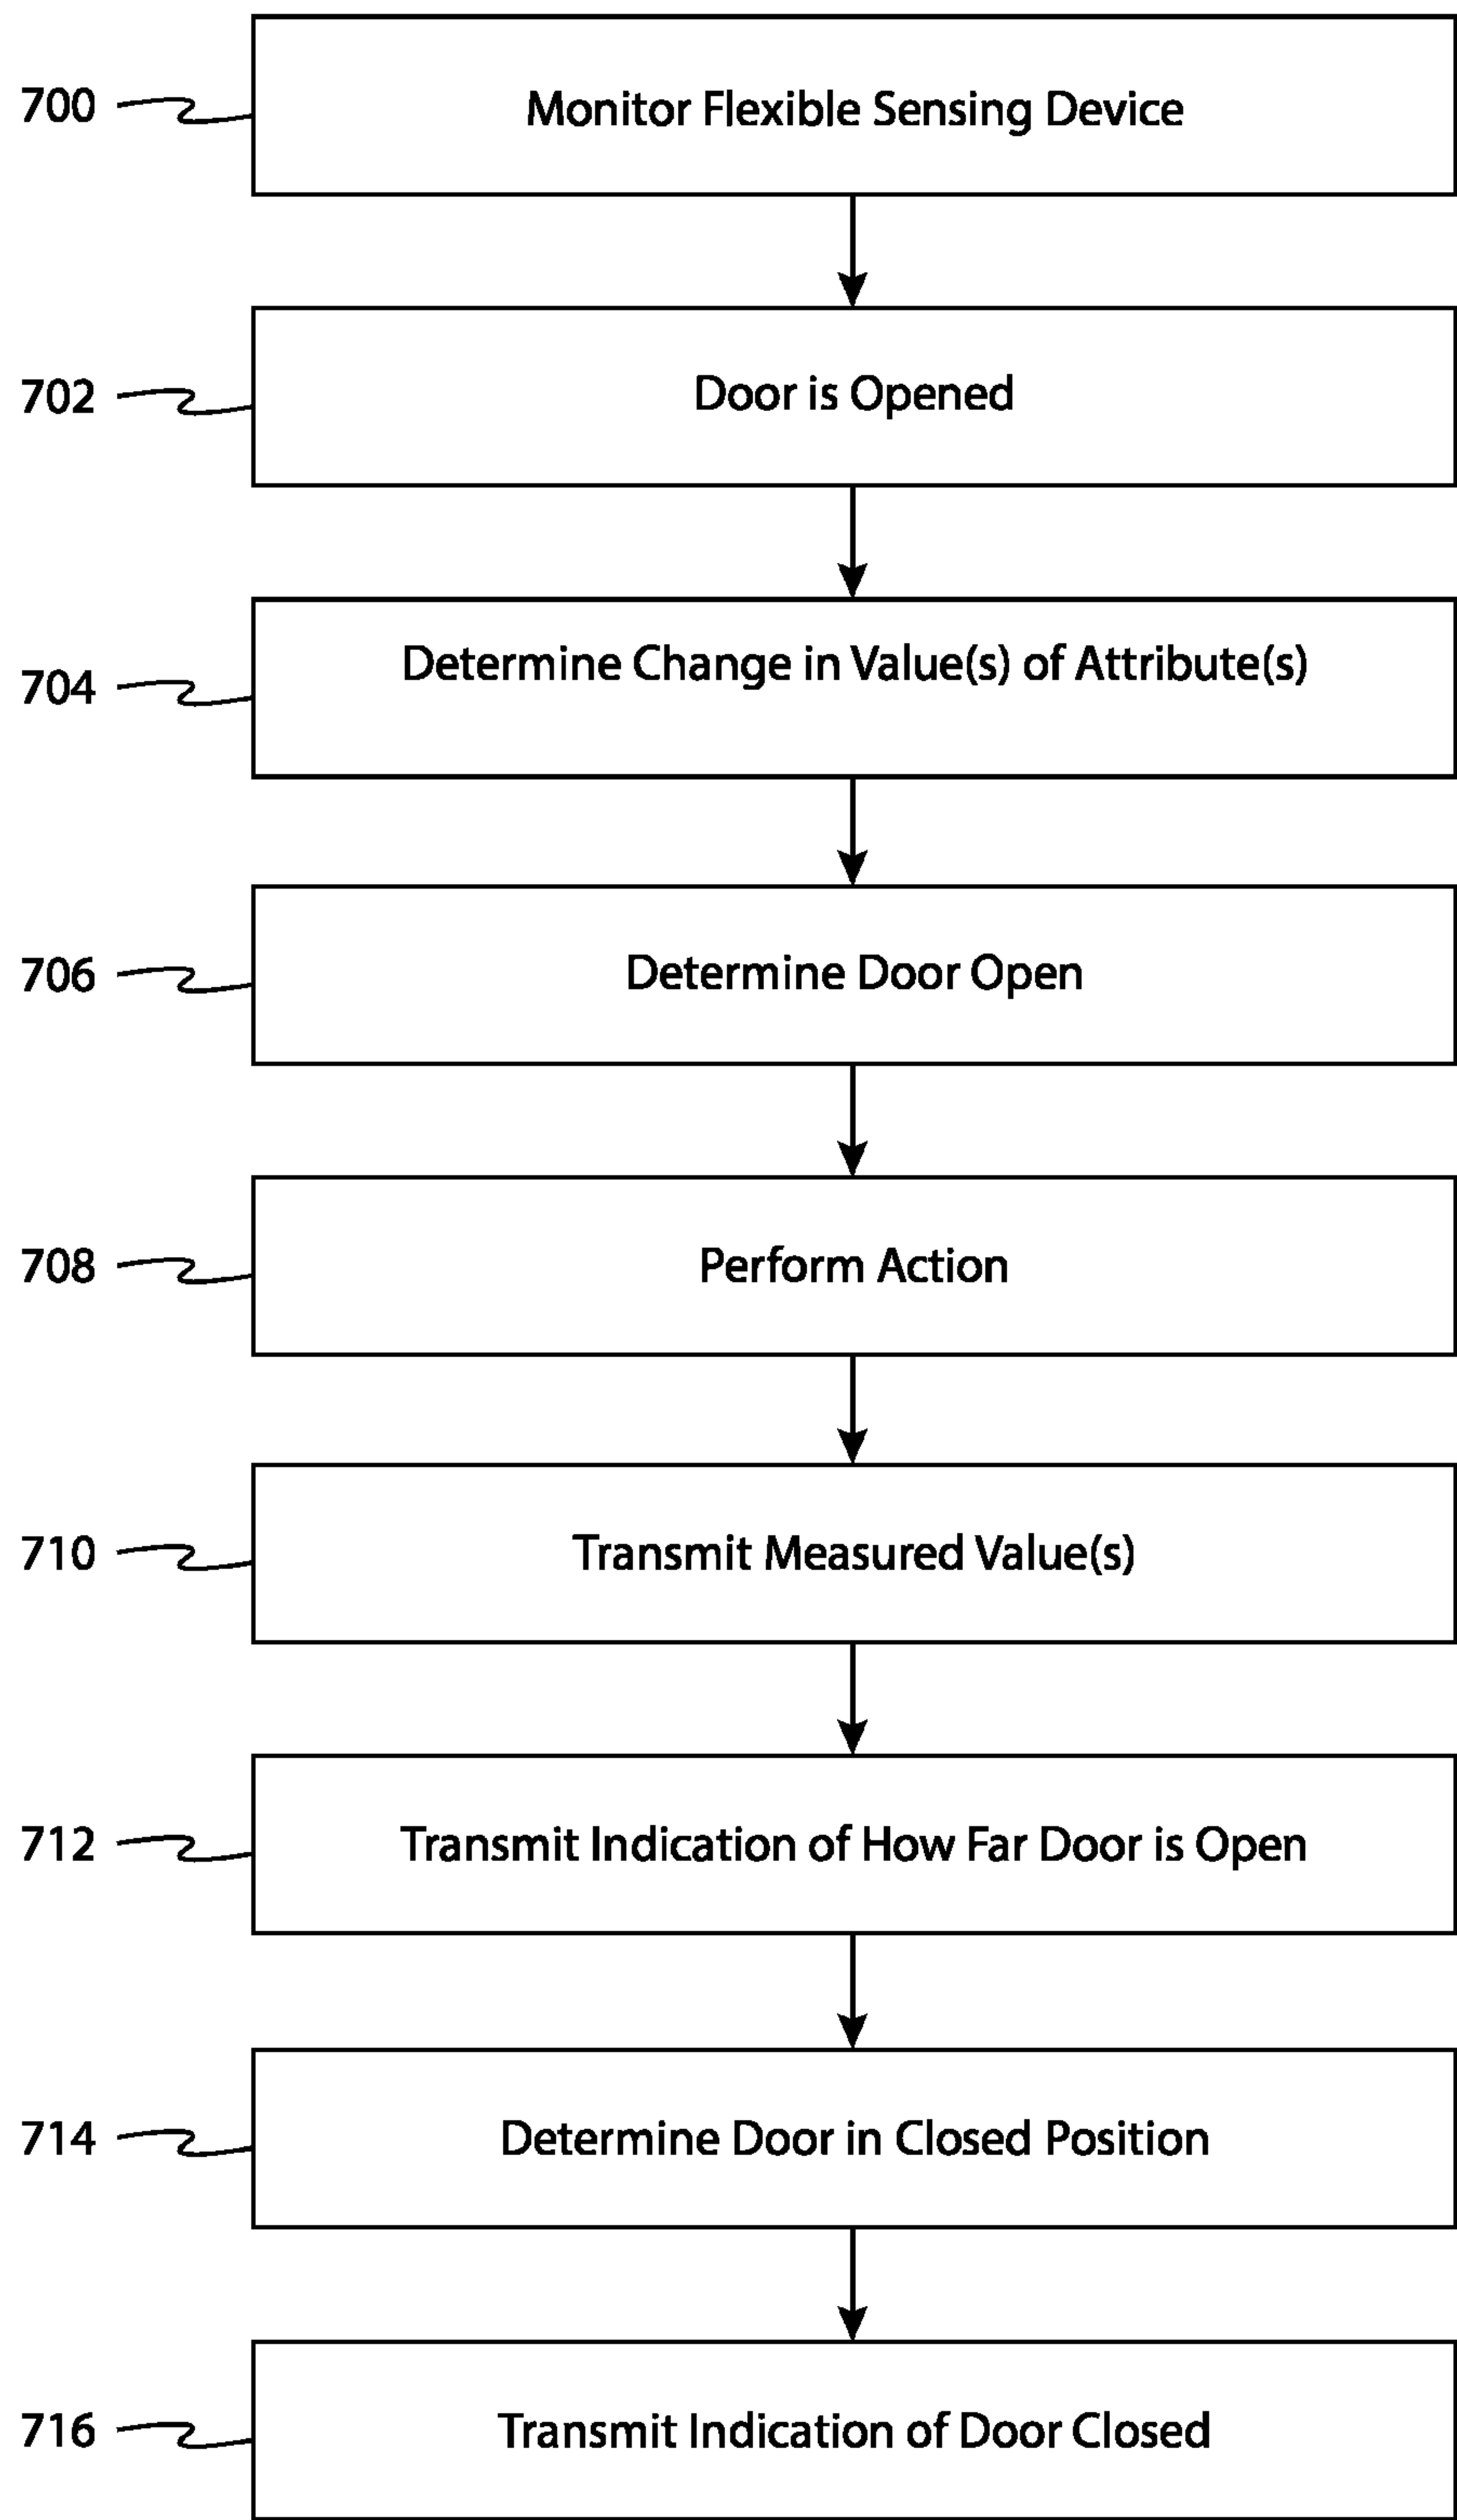 700 Monitor Flexible Sensing Device
702 Door is Opened
704 Determine Change in Value(s) of Attribute(s)
706 Determine Door Open
708 Perform Action
710 Transmit Measured Value(s)
712 Transmit Indication of How Far Door is Open
714 Determine Door in Closed Position
716 Transmit Indication of Door Closed